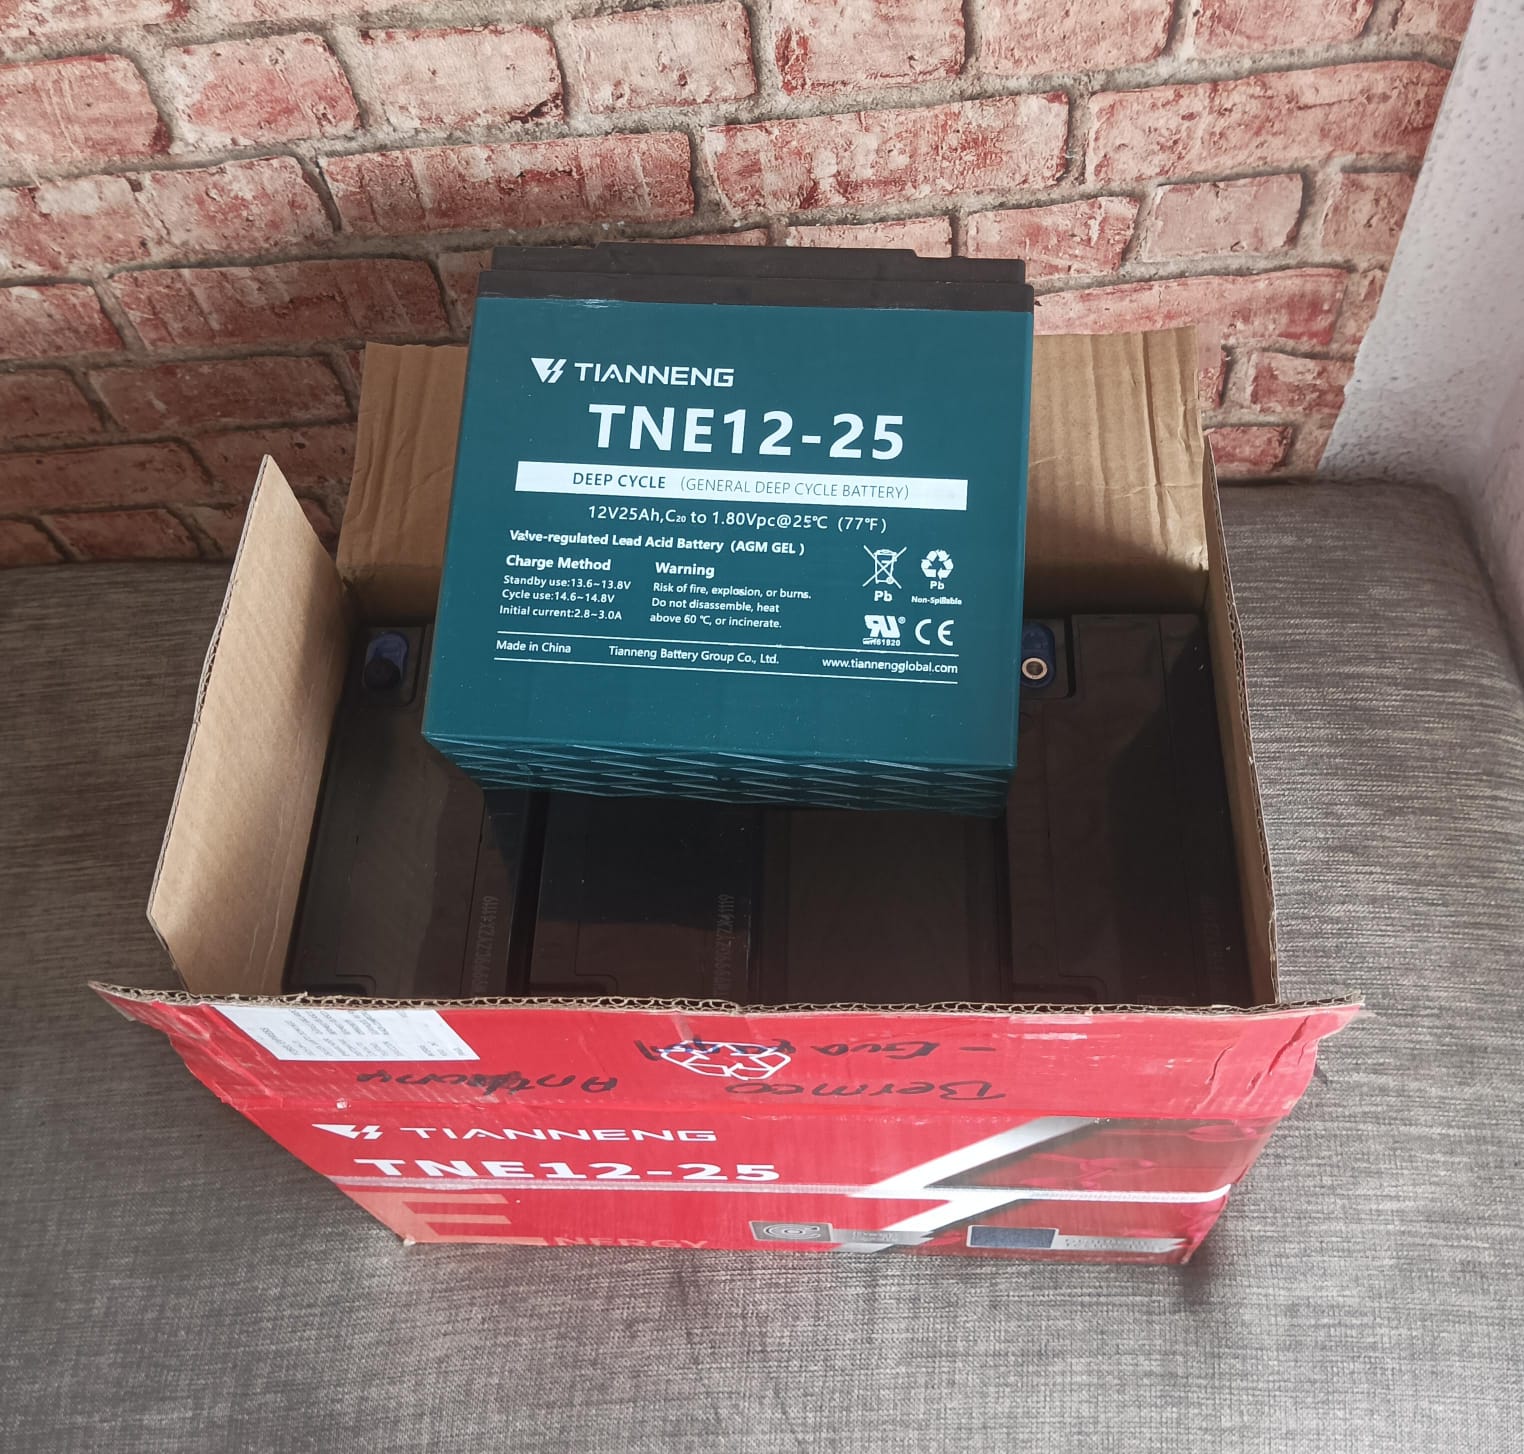 TIANNENG
TNE12-25
DEEP CYCLE (GENERAL DEEP CYCLE BATTERY)
12V25Ah,C₂₀ to 1.80Vpc@25℃ (77℉)
Valve-regulated Lead Acid Battery (AGM GEL)
Charge Method
Standby use:13.6~13.8V
Cycle use:14.6~14.8V
Initial current:2.8~3.0A
Warning
Risk of fire, explosion, or burns.
Do not disassemble, heat
above 60 ℃, or incinerate.
Pb
Pb
Non-Spillable
CE
Made in China
Tianneng Battery Group Co., Ltd.
www.tiannengglobal.com
Bermeo
Anthony
TIANNENG
TNE12-25
ENERGY